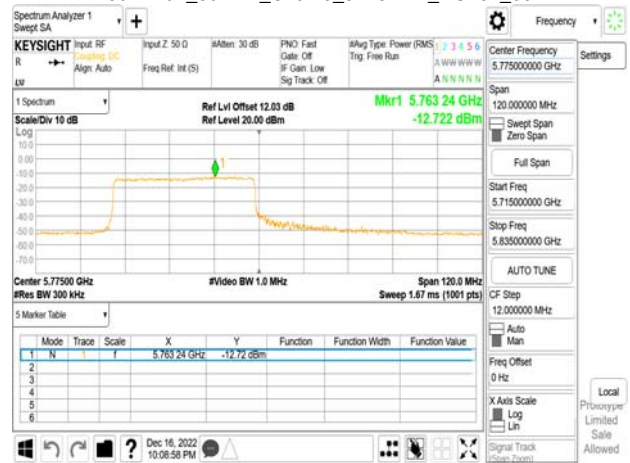 Spectrum Analyzer 1
Swept SA
Frequency
KEYSIGHT
R
Input: RF
Coupling: DC
Align: Auto
Input Z: 50 Ω
Freq Ref: Int (S)
#Atten: 30 dB
PNO: Fast
Gate: Off
IF Gain: Low
Sig Track: Off
#Avg Type: Power (RMS
Trig: Free Run
1 2 3 4 5 6
A W W W W W
A N N N N N
Center Frequency
5.775000000 GHz
Settings
Span
120.000000 MHz
Swept Span
Zero Span
Full Span
Start Freq
5.715000000 GHz
Stop Freq
5.835000000 GHz
AUTO TUNE
CF Step
12.000000 MHz
Auto
Man
Freq Offset
0 Hz
X Axis Scale
Log
Lin
Signal Track
(Span Zoom)
Local
Prototype
Limited
Sale
Allowed
1 Spectrum
Scale/Div 10 dB
Ref Lvl Offset 12.03 dB
Ref Level 20.00 dBm
Mkr1 5.763 24 GHz
-12.722 dBm
Log
10.0
0.00
-10.0
-20.0
-30.0
-40.0
-50.0
-60.0
-70.0
1
Center 5.77500 GHz
#Res BW 300 kHz
#Video BW 1.0 MHz
Span 120.0 MHz
Sweep 1.67 ms (1001 pts)
5 Marker Table
Mode Trace Scale X Y Function Function Width Function Value
1 N 1 f 5.763 24 GHz -12.72 dBm
2
3
4
5
6
Dec 16, 2022
10:08:58 PM